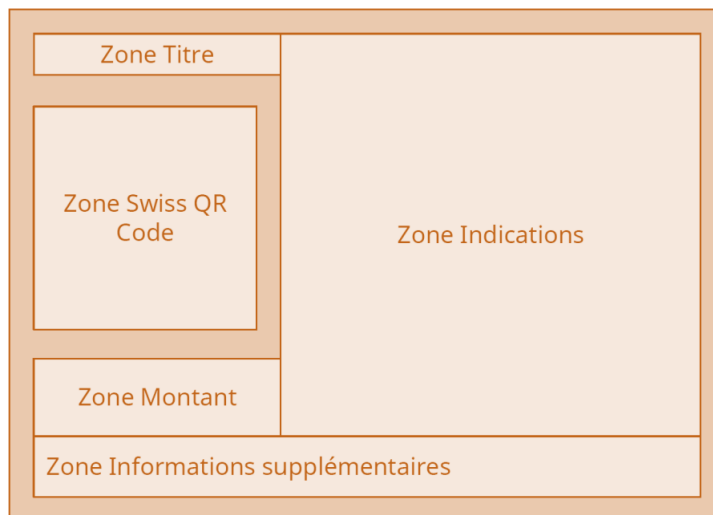 Zone Titre
Zone Swiss QR
Code
Zone Indications
Zone Montant
Zone Informations supplémentaires